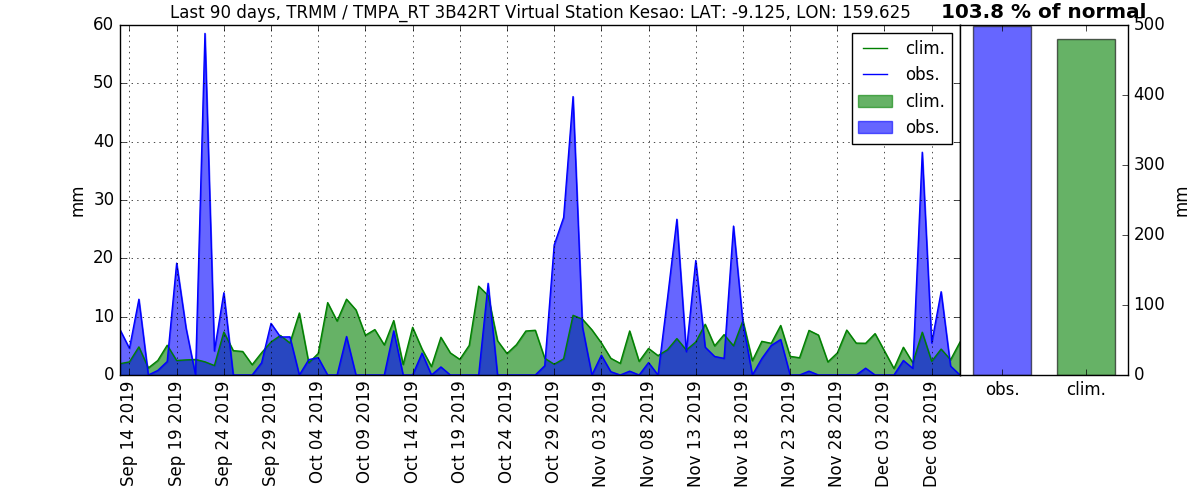 Last 90 days, TRMM / TMPA_RT 3B42RT Virtual Station Kesao: LAT: -9.125, LON: 159.625
103.8 % of normal
60
50
40
30
20
10
0
mm
clim.
obs.
clim.
obs.
500
400
300
200
100
0
mm
obs.
clim.
Sep 14 2019
Sep 19 2019
Sep 24 2019
Sep 29 2019
Oct 04 2019
Oct 09 2019
Oct 14 2019
Oct 19 2019
Oct 24 2019
Oct 29 2019
Nov 03 2019
Nov 08 2019
Nov 13 2019
Nov 18 2019
Nov 23 2019
Nov 28 2019
Dec 03 2019
Dec 08 2019